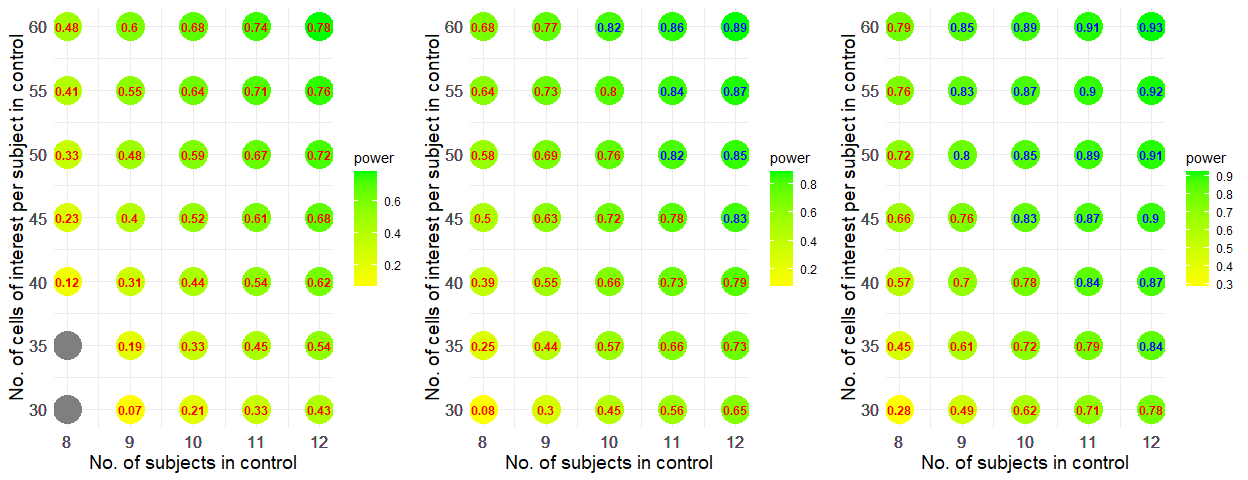 No. of cells of interest per subject in control
60 0.48 0.6 0.68 0.74 0.78
55 0.41 0.55 0.64 0.71 0.76
50 0.33 0.48 0.59 0.67 0.72
45 0.23 0.4 0.52 0.61 0.68
40 0.12 0.31 0.44 0.54 0.62
35 0.19 0.33 0.45 0.54
30 0.07 0.21 0.33 0.43
8 9 10 11 12
No. of subjects in control
power
0.6
0.4
0.2
No. of cells of interest per subject in control
60 0.68 0.77 0.82 0.86 0.89
55 0.64 0.73 0.8 0.84 0.87
50 0.58 0.69 0.76 0.82 0.85
45 0.5 0.63 0.72 0.78 0.83
40 0.39 0.55 0.66 0.73 0.79
35 0.25 0.44 0.57 0.66 0.73
30 0.08 0.3 0.45 0.56 0.65
8 9 10 11 12
No. of subjects in control
power
0.8
0.6
0.4
0.2
No. of cells of interest per subject in control
60 0.79 0.85 0.89 0.91 0.93
55 0.76 0.83 0.87 0.9 0.92
50 0.72 0.8 0.85 0.89 0.91
45 0.66 0.76 0.83 0.87 0.9
40 0.57 0.7 0.78 0.84 0.87
35 0.45 0.61 0.72 0.79 0.84
30 0.28 0.49 0.62 0.71 0.78
8 9 10 11 12
No. of subjects in control
power
0.9
0.8
0.7
0.6
0.5
0.4
0.3